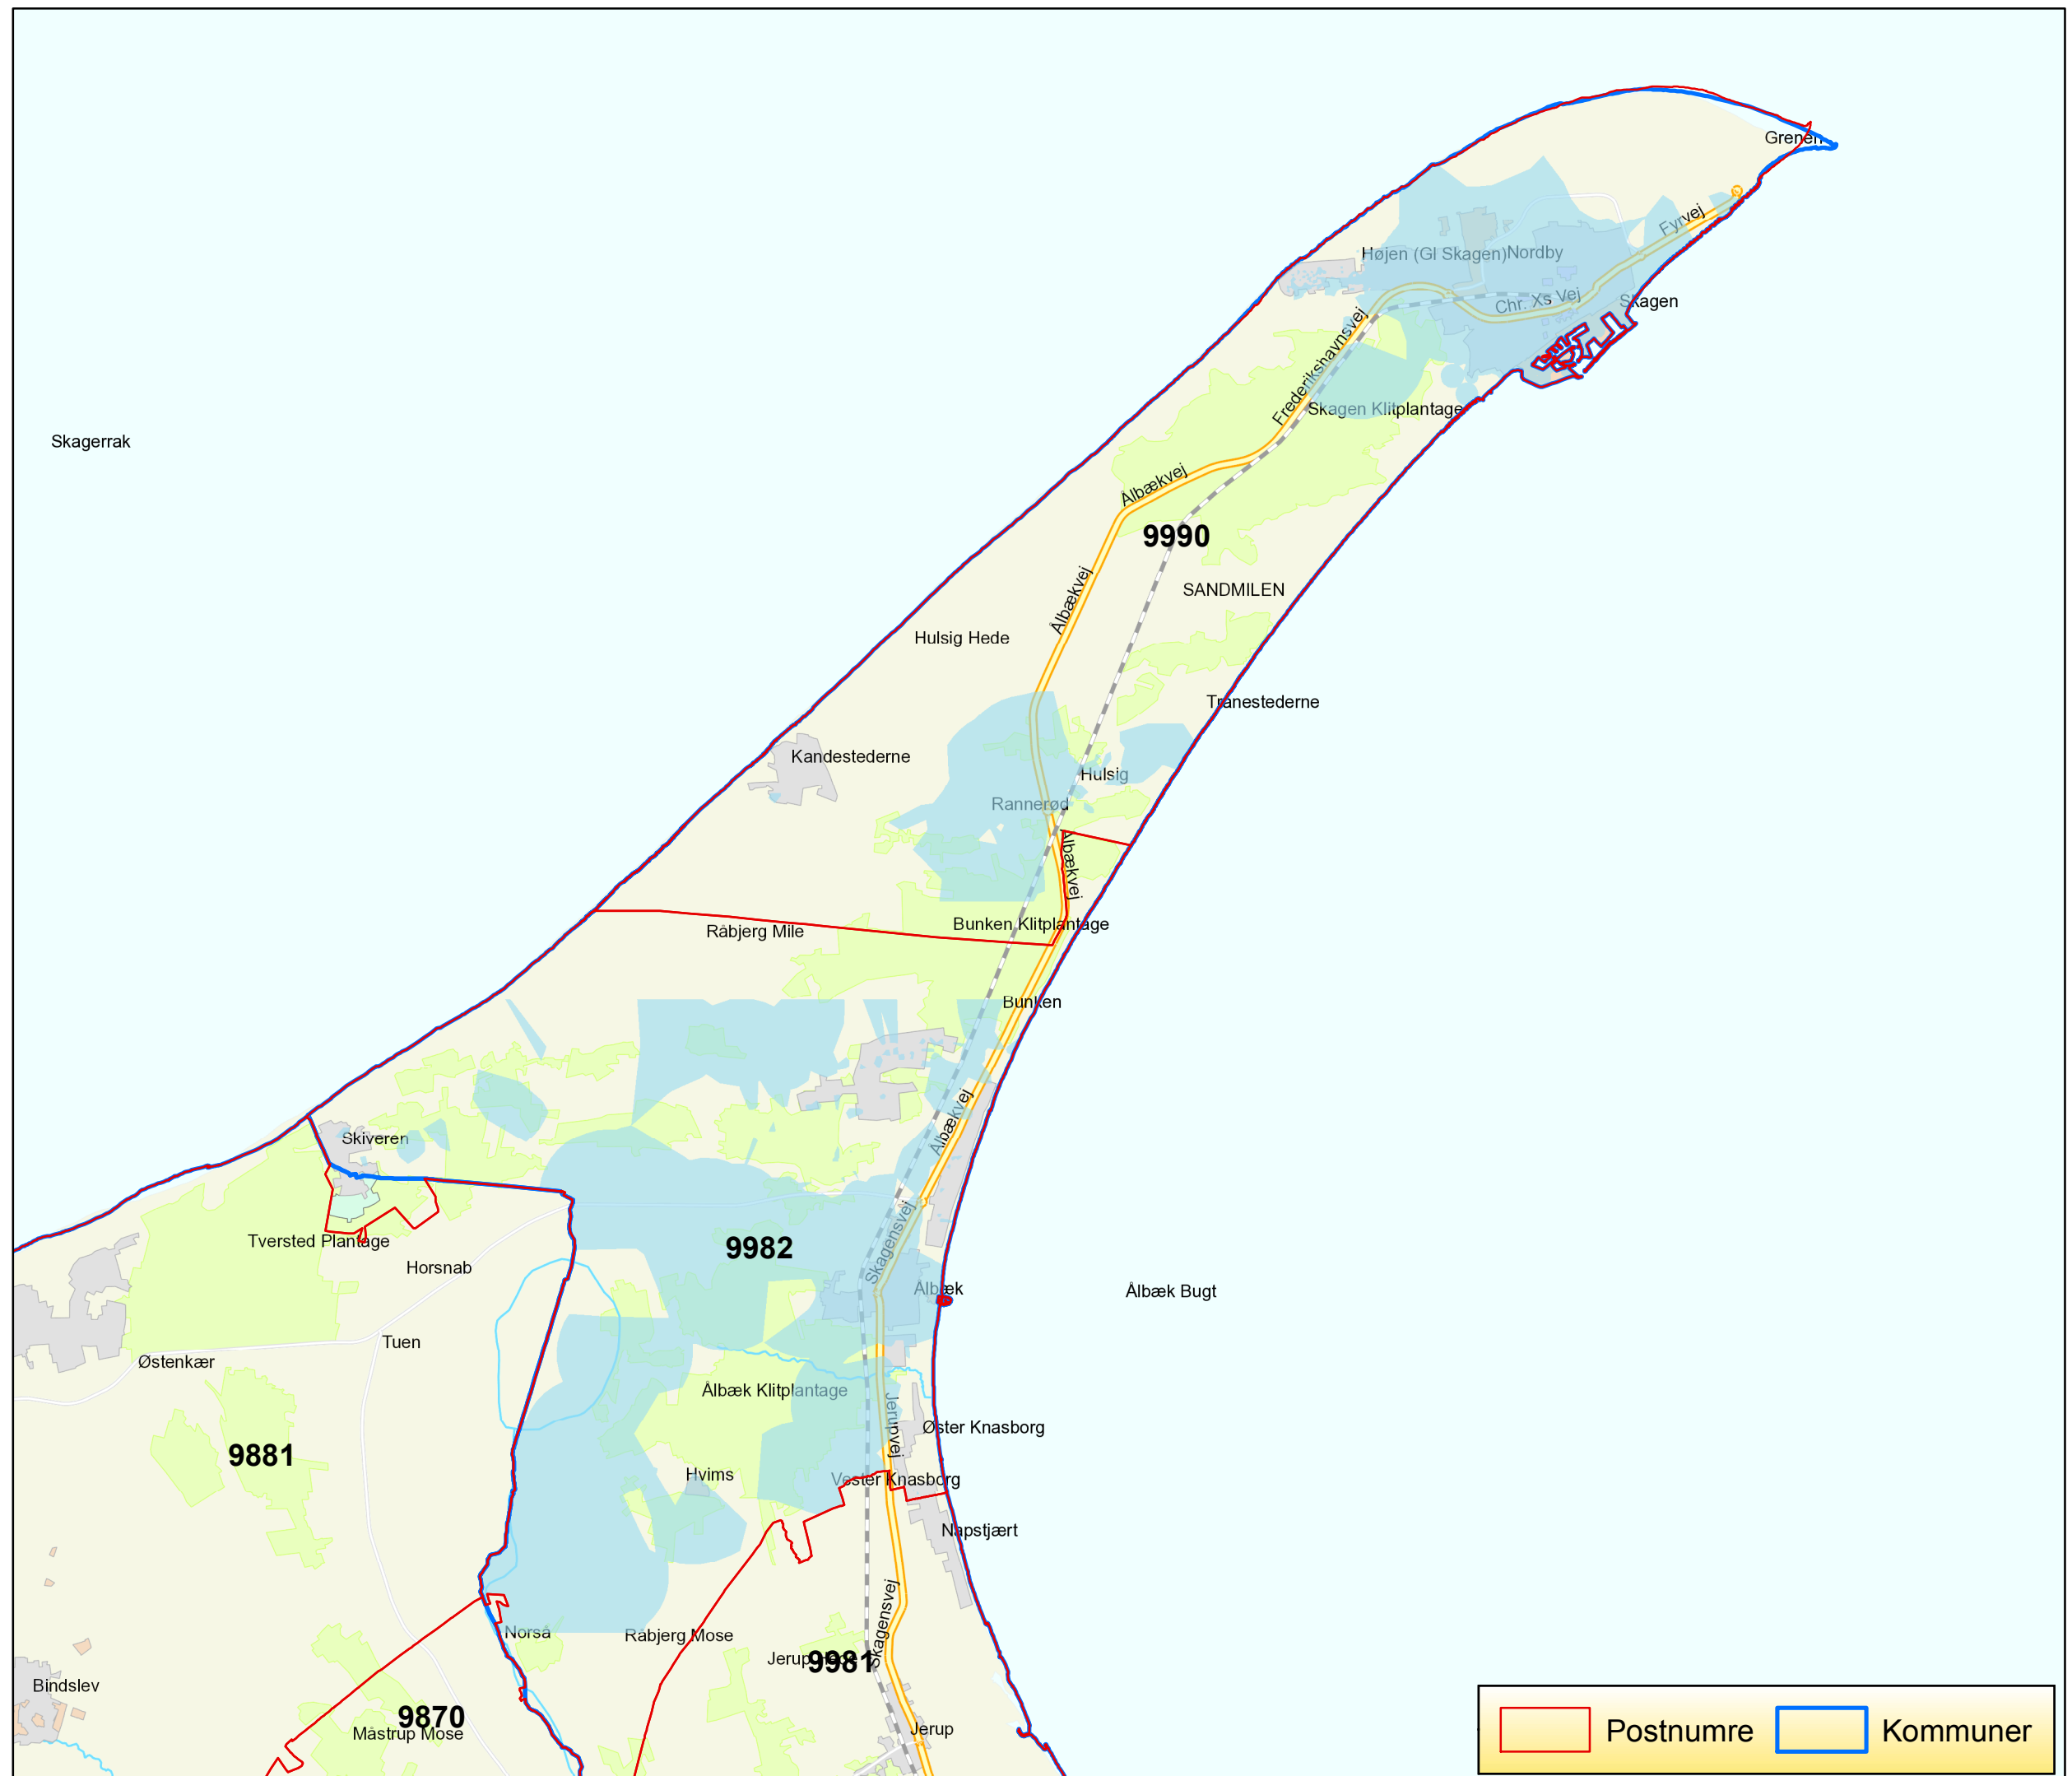 Grenen
Fyrvej
Højen (Gl Skagen)
Nordby
Chr. Xs Vej
Skagen
Frederikshavnsvej
Skagen Klitplantage
Skagerrak
Ålbækvej
9990
Ålbækvej
SANDMILEN
Hulsig Hede
Tranestederne
Kandestederne
Hulsig
Rannerød
Ålbækvej
Bunken Klitplantage
Råbjerg Mile
Bunken
Ålbækvej
Skiveren
Skagensvej
Tversted Plantage
9982
Horsnab
Ålbæk
Ålbæk Bugt
Tuen
Østenkær
Ålbæk Klitplantage
Jerupvej
Øster Knasborg
9881
Hvims
Vester Knasborg
Napstjært
Skagensvej
Norså
Råbjerg Mose
Jerup Hede
9981
Bindslev
9870
Måstrup Mose
Jerup
Postnumre
Kommuner